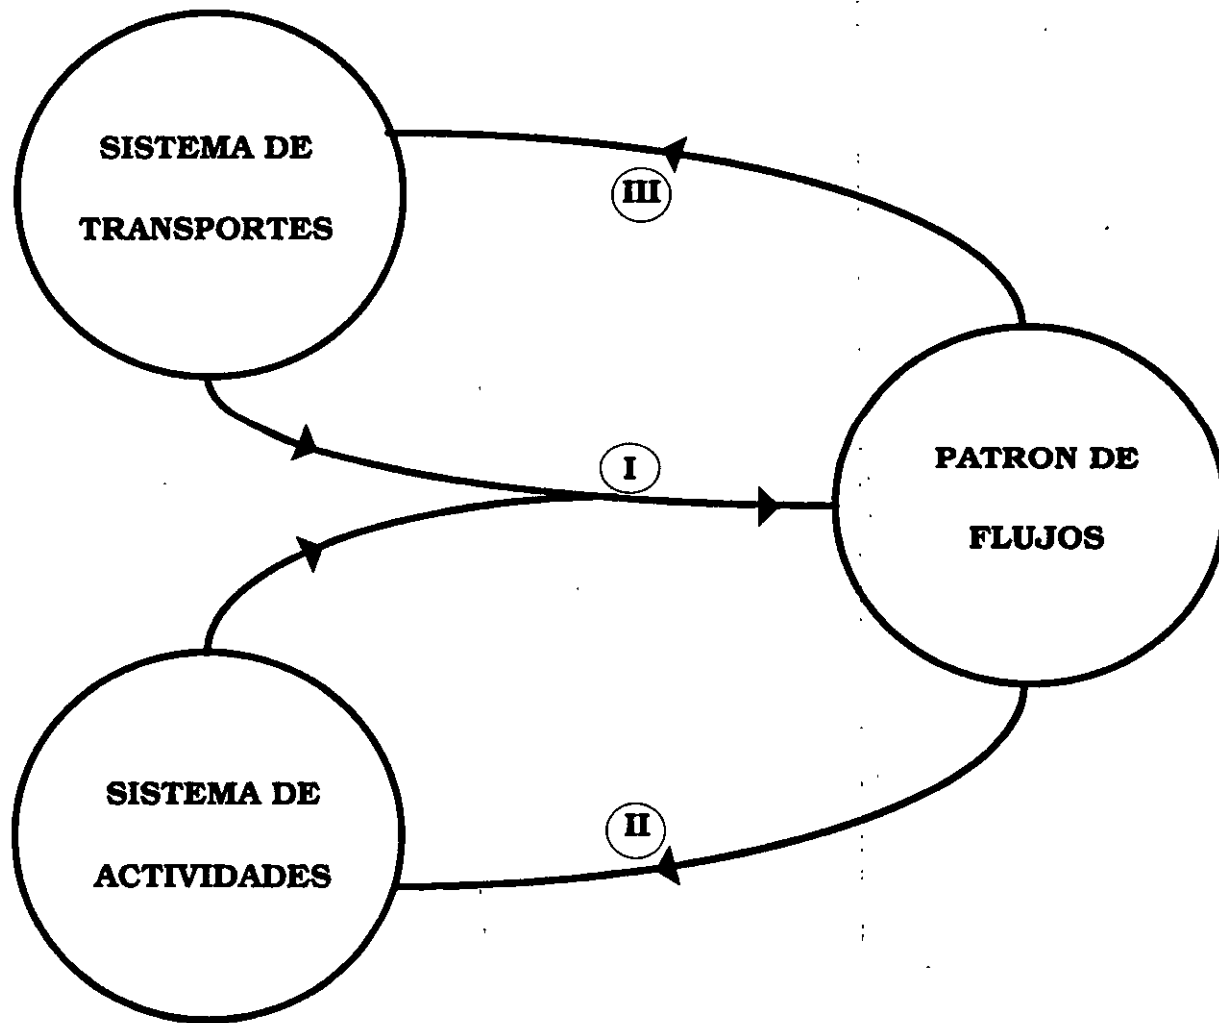 SISTEMA DE
TRANSPORTES
III
I
PATRON DE
FLUJOS
SISTEMA DE
ACTIVIDADES
II